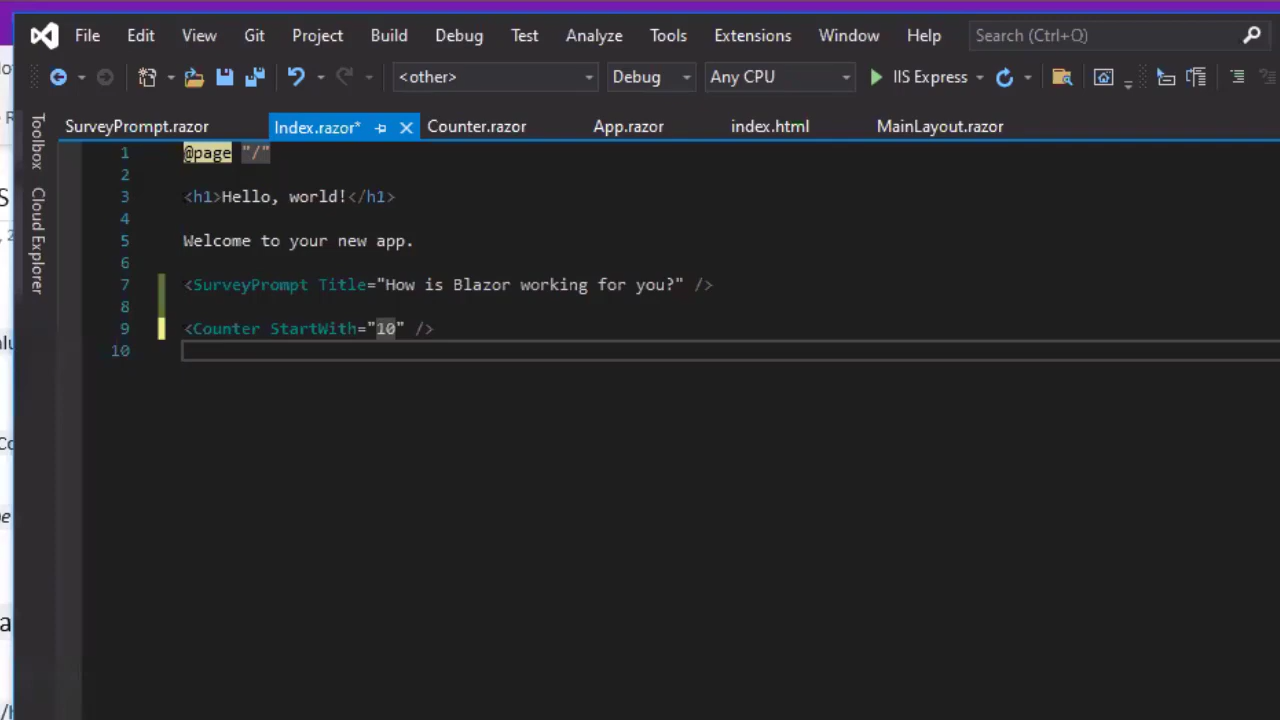 File Edit View Git Project Build Debug Test Analyze Tools Extensions Window Help Search (Ctrl+Q)
<other> Debug Any CPU IIS Express
SurveyPrompt.razor Index.razor* Counter.razor App.razor index.html MainLayout.razor
Toolbox
Cloud Explorer
1 @page "/"
2
3 <h1>Hello, world!</h1>
4
5 Welcome to your new app.
6
7 <SurveyPrompt Title="How is Blazor working for you?" />
8
9 <Counter StartWith="10" />
10